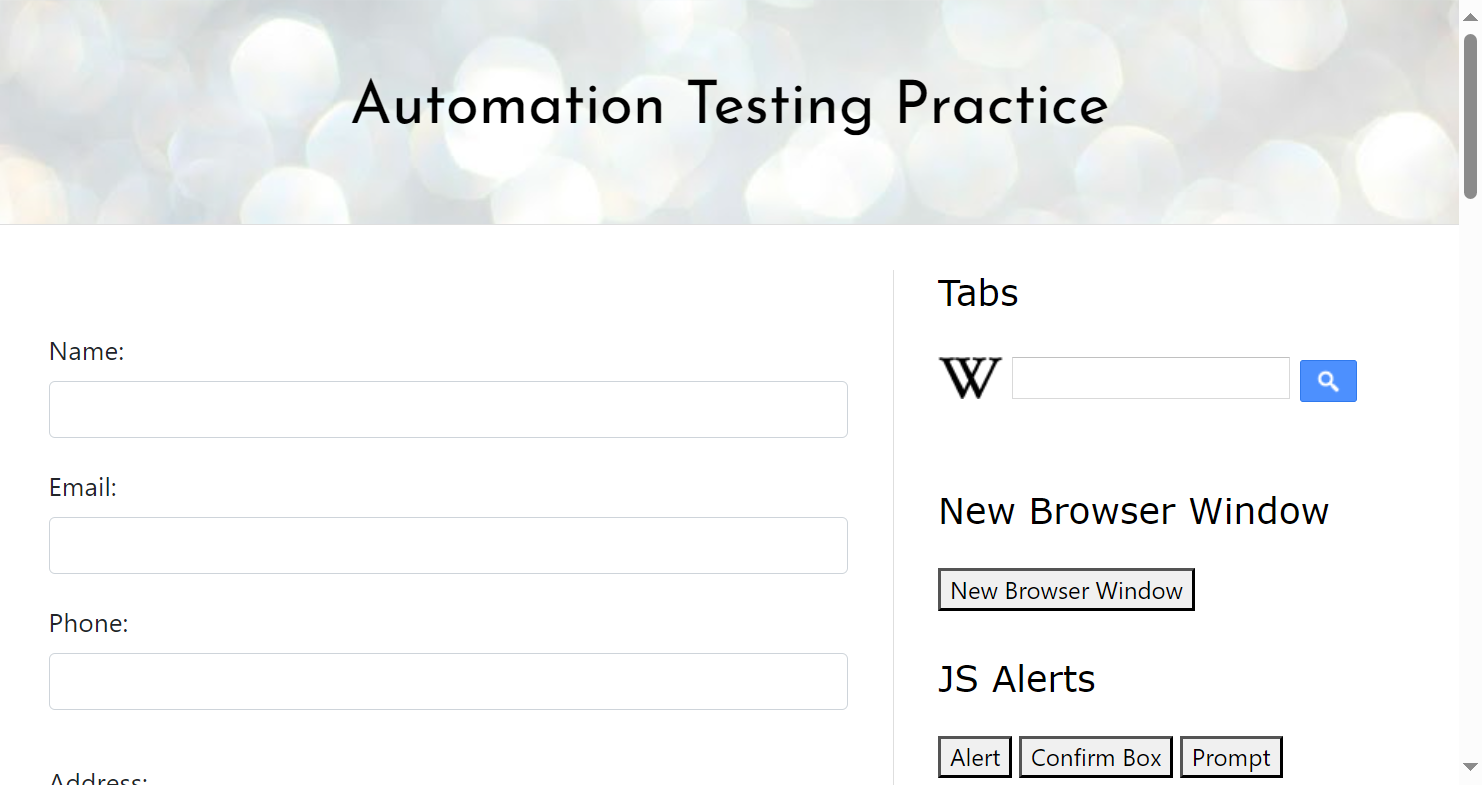 Automation Testing Practice
Name:
Email:
Phone:
Address:
Tabs
W
New Browser Window
New Browser Window
JS Alerts
Alert Confirm Box Prompt